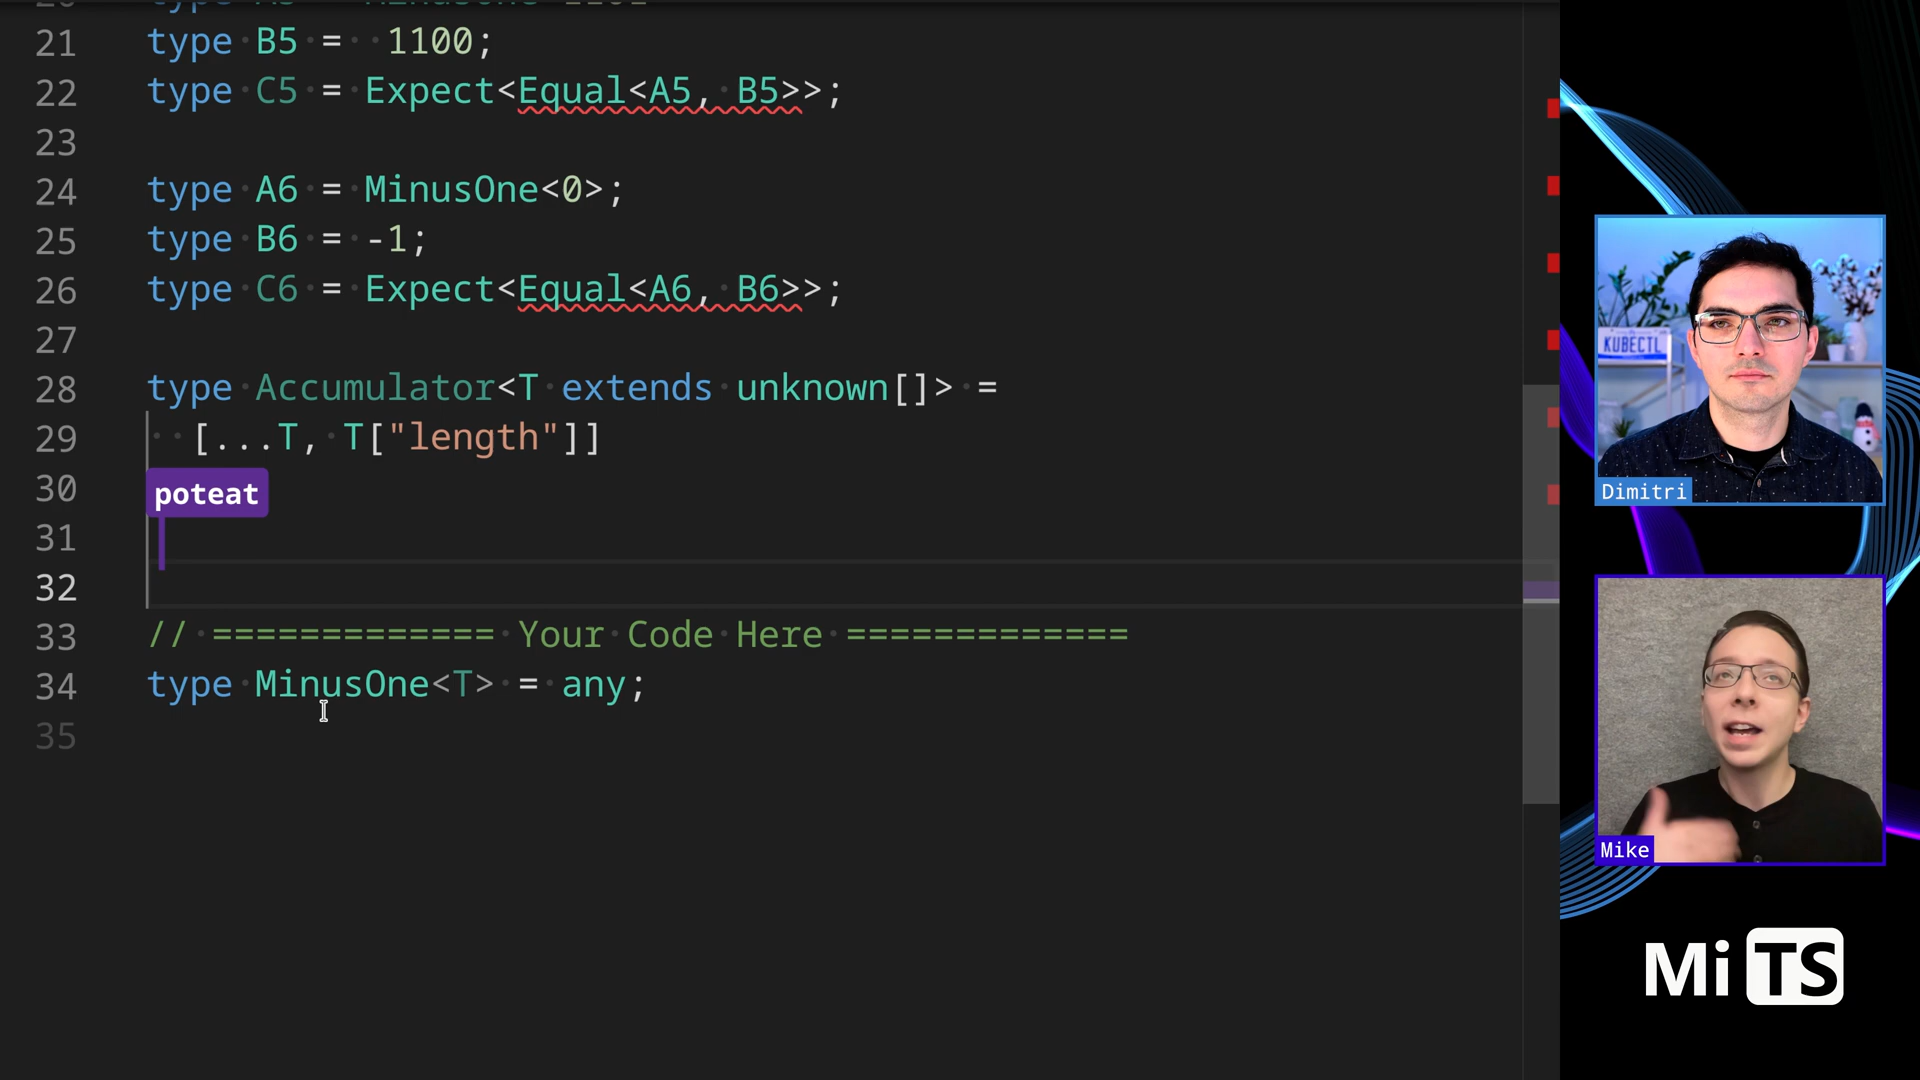 21 type B5 =  1100;
22 type C5 = Expect<Equal<A5, B5>>;
23
24 type A6 = MinusOne<0>;
25 type B6 = -1;
26 type C6 = Expect<Equal<A6, B6>>;
27
28 type Accumulator<T extends unknown[]> =
29   [...T, T["length"]]
30 poteat
31
32
33 // ============= Your Code Here =============
34 type MinusOne<T> = any;
35
KUBECTL
Dimitri
Mike
Mi TS